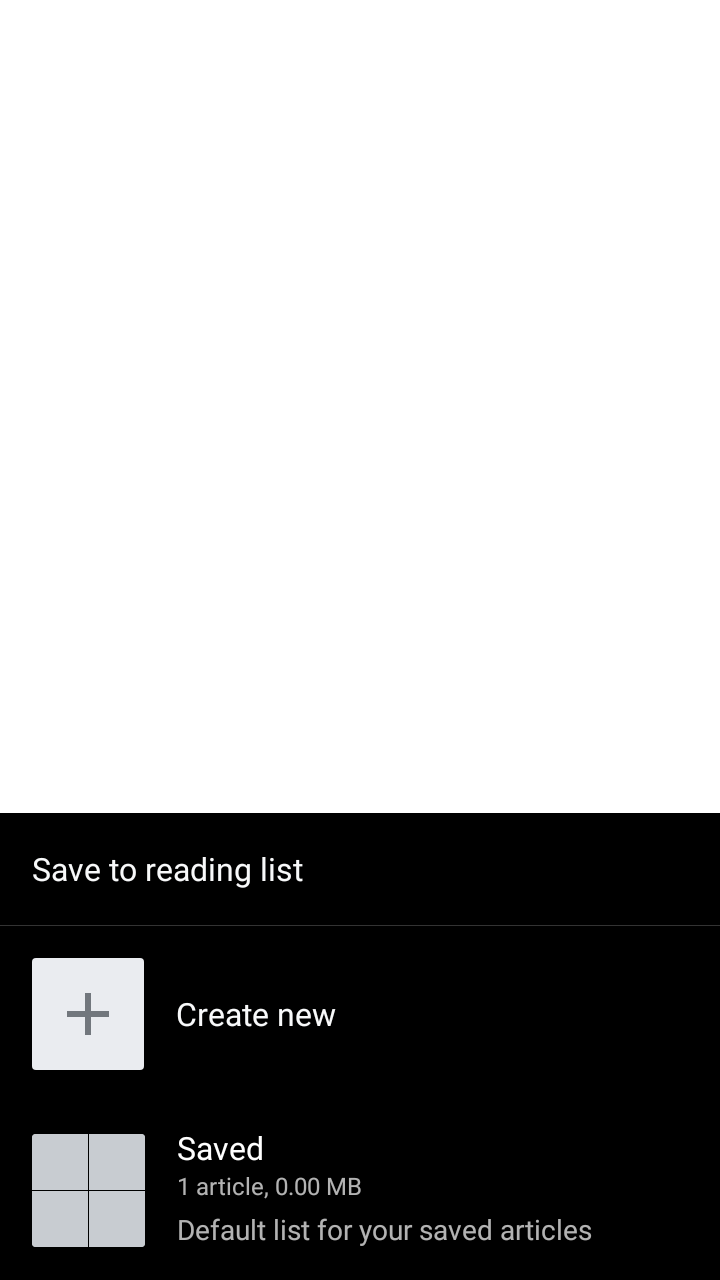 Save to reading list
Create new
Saved
1 article, 0.00 MB
Default list for your saved articles